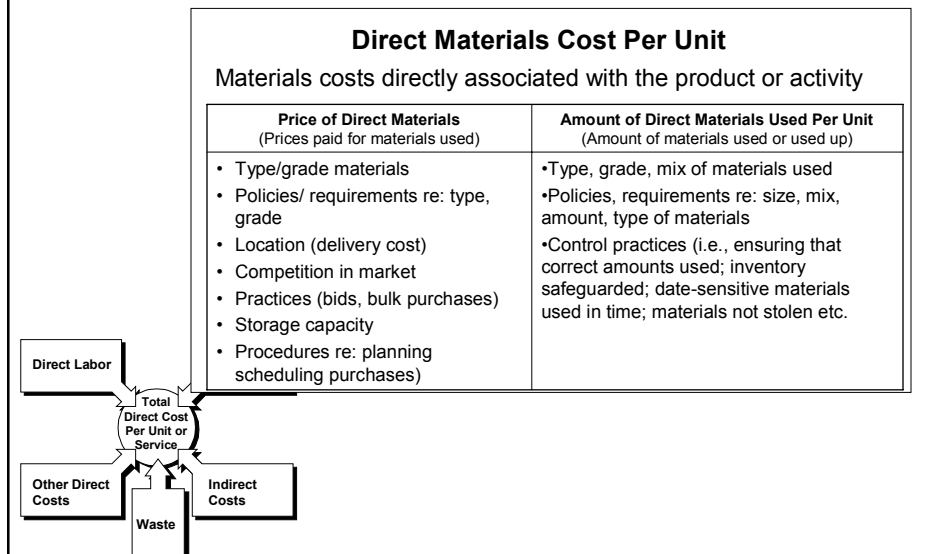 Direct Materials Cost Per Unit
Materials costs directly associated with the product or activity
Price of Direct Materials
(Prices paid for materials used)
• Type/grade materials
• Policies/ requirements re: type,
grade
• Location (delivery cost)
• Competition in market
• Practices (bids, bulk purchases)
• Storage capacity
• Procedures re: planning
scheduling purchases)
Amount of Direct Materials Used Per Unit
(Amount of materials used or used up)
•Type, grade, mix of materials used
•Policies, requirements re: size, mix,
amount, type of materials
•Control practices (i.e., ensuring that
correct amounts used; inventory
safeguarded; date-sensitive materials
used in time; materials not stolen etc.
Direct Labor
Total
Direct Cost
Per Unit or
Service
Other Direct
Costs
Waste
Indirect
Costs